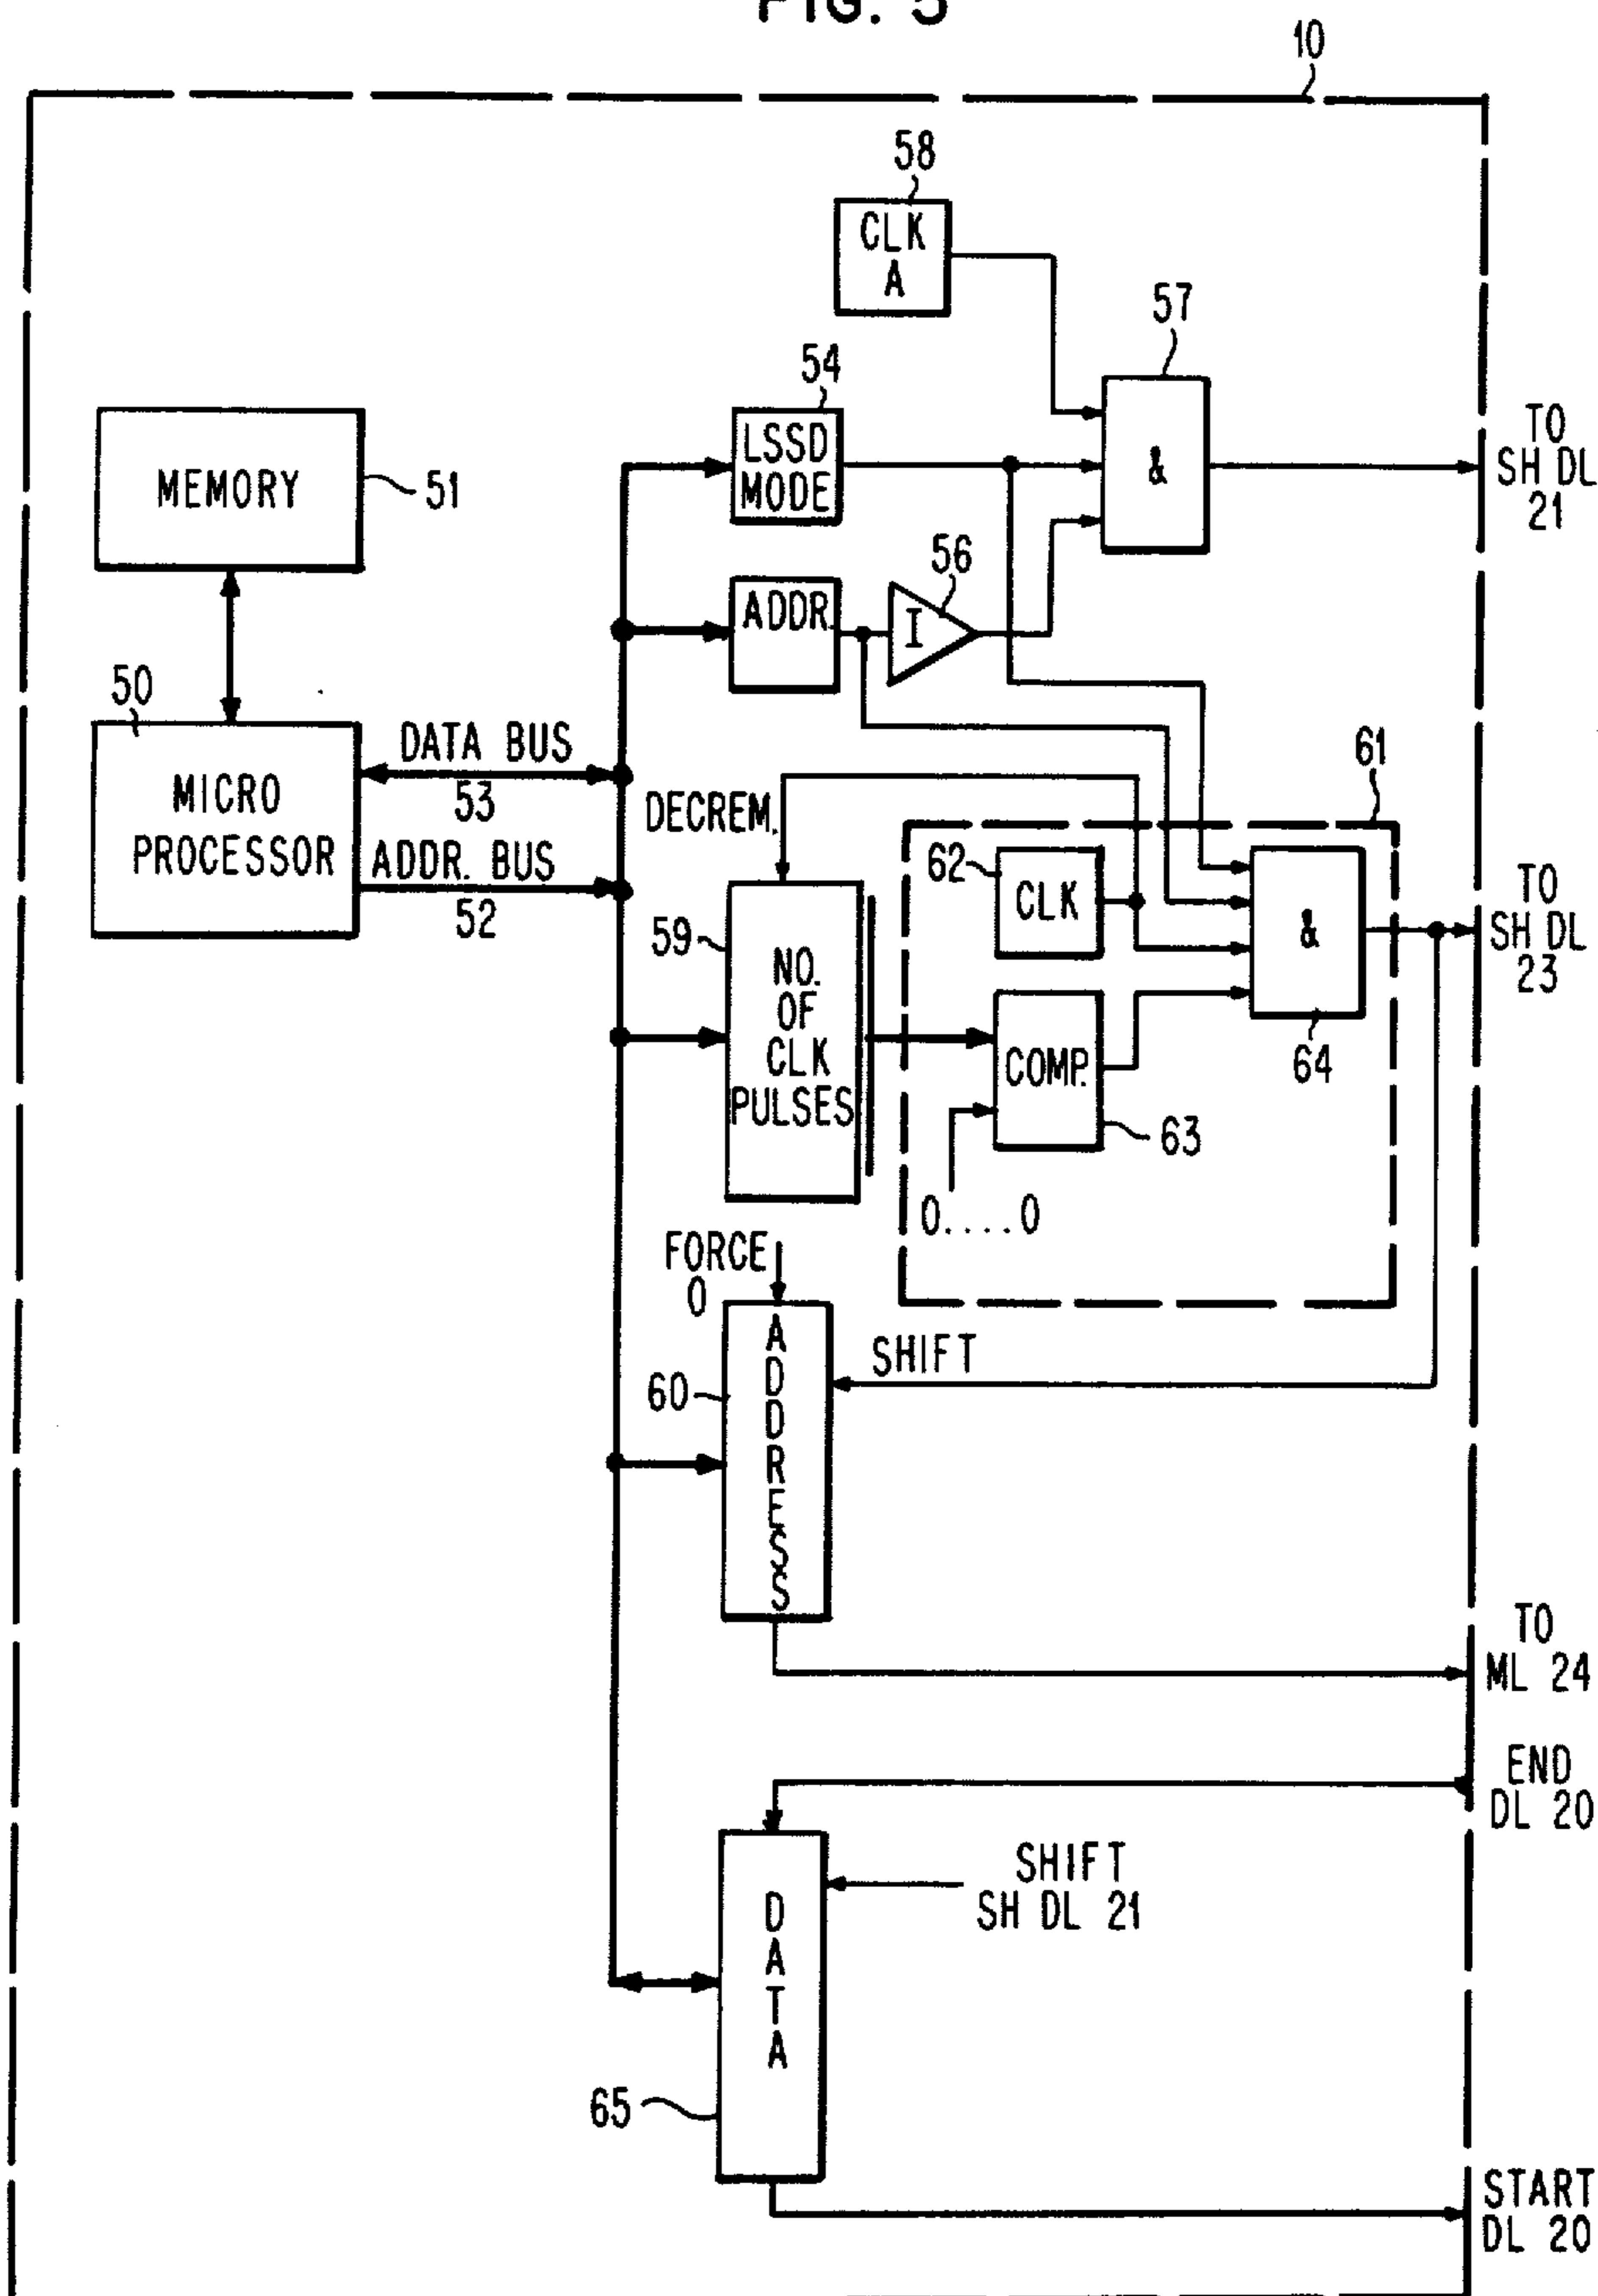 FIG. 5
10
58
CLK
A
57
54
LSSD
MODE
&
TO
SH DL
21
MEMORY
51
56
ADDR.
I
50
MICRO
PROCESSOR
DATA BUS
53
ADDR. BUS
52
DECREM.
61
62
CLK
&
64
TO
SH DL
23
59
NO.
OF
CLK
PULSES
COMP.
63
0....0
FORCE
0
SHIFT
60
ADDRESS
TO
ML 24
END
DL 20
SHIFT
SH DL 21
DATA
65
START
DL 20